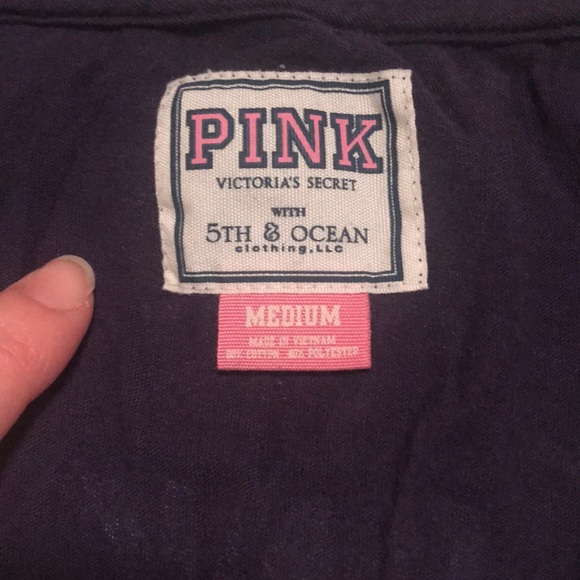 PINK
VICTORIA'S SECRET
WITH
5TH & OCEAN
clothing, LLC
MEDIUM
MADE IN VIETNAM
COTTON POLYESTER